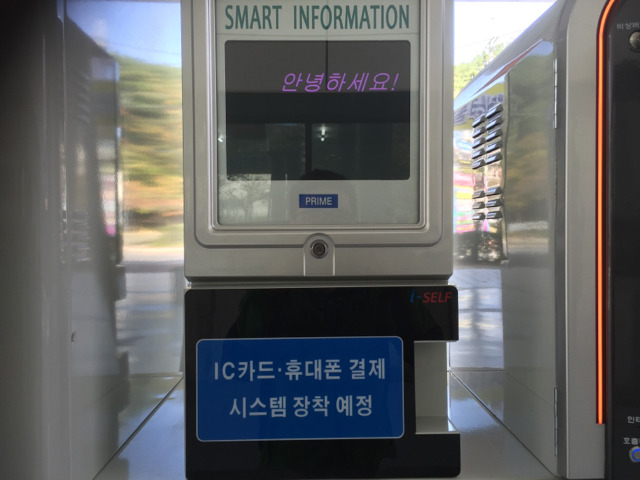 SMART INFORMATION
안녕하세요!
PRIME
i-SELF
IC카드·휴대폰 결제
시스템 장착 예정